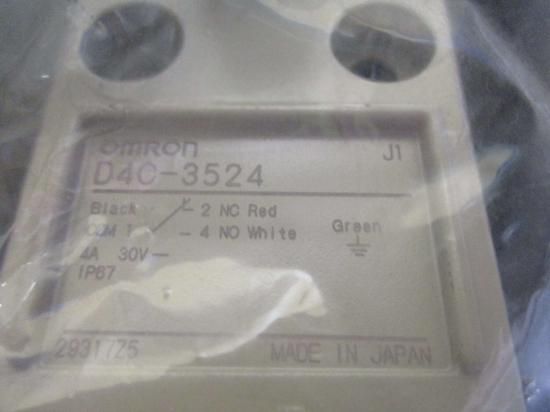 omron J1
D4C-3524
Black 2 NC Red
COM 1 4 NO White Green
4A 30V
IP67
29317Z5 MADE IN JAPAN